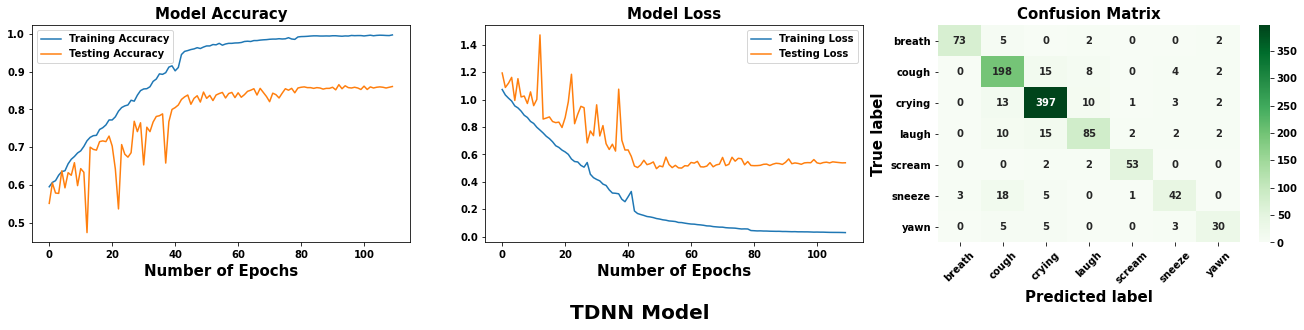 Model Accuracy
1.0
0.9
0.8
0.7
0.6
0.5
Training Accuracy
Testing Accuracy
0 20 40 60 80 100
Number of Epochs
Model Loss
1.4
1.2
1.0
0.8
0.6
0.4
0.2
0.0
Training Loss
Testing Loss
0 20 40 60 80 100
Number of Epochs
Confusion Matrix
True label
breath 73 5 0 2 0 0 2
cough 0 198 15 8 0 4 2
crying 0 13 397 10 1 3 2
laugh 0 10 15 85 2 2 2
scream 0 0 2 2 53 0 0
sneeze 3 18 5 0 1 42 0
yawn 0 5 5 0 0 3 30
breath cough crying laugh scream sneeze yawn
Predicted label
350
300
250
200
150
100
50
0
TDNN Model